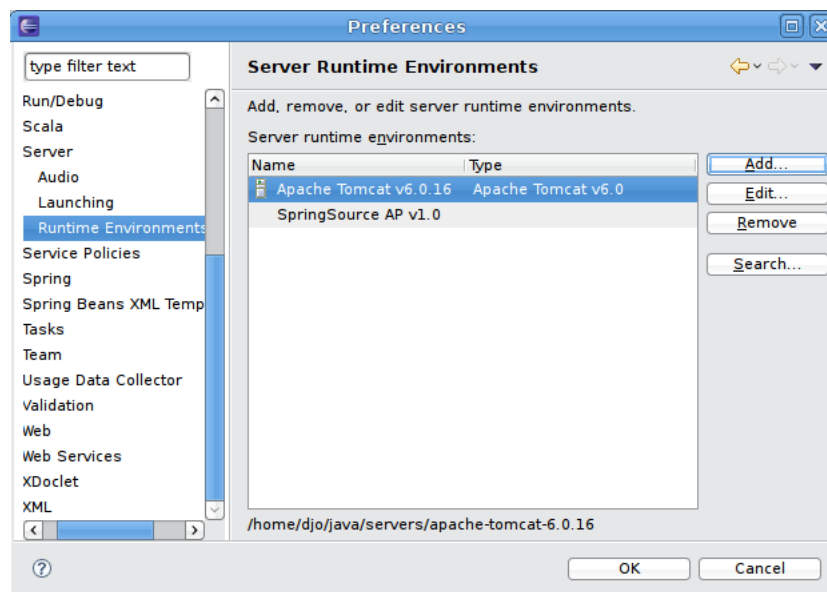 Preferences
type filter text
Run/Debug
Scala
Server
Audio
Launching
Runtime Environments
Service Policies
Spring
Spring Beans XML Temp
Tasks
Team
Usage Data Collector
Validation
Web
Web Services
XDoclet
XML
Server Runtime Environments
Add, remove, or edit server runtime environments.
Server runtime environments:
Name Type
Apache Tomcat v6.0.16 Apache Tomcat v6.0
SpringSource AP v1.0
Add...
Edit...
Remove
Search...
/home/djo/java/servers/apache-tomcat-6.0.16
? OK Cancel